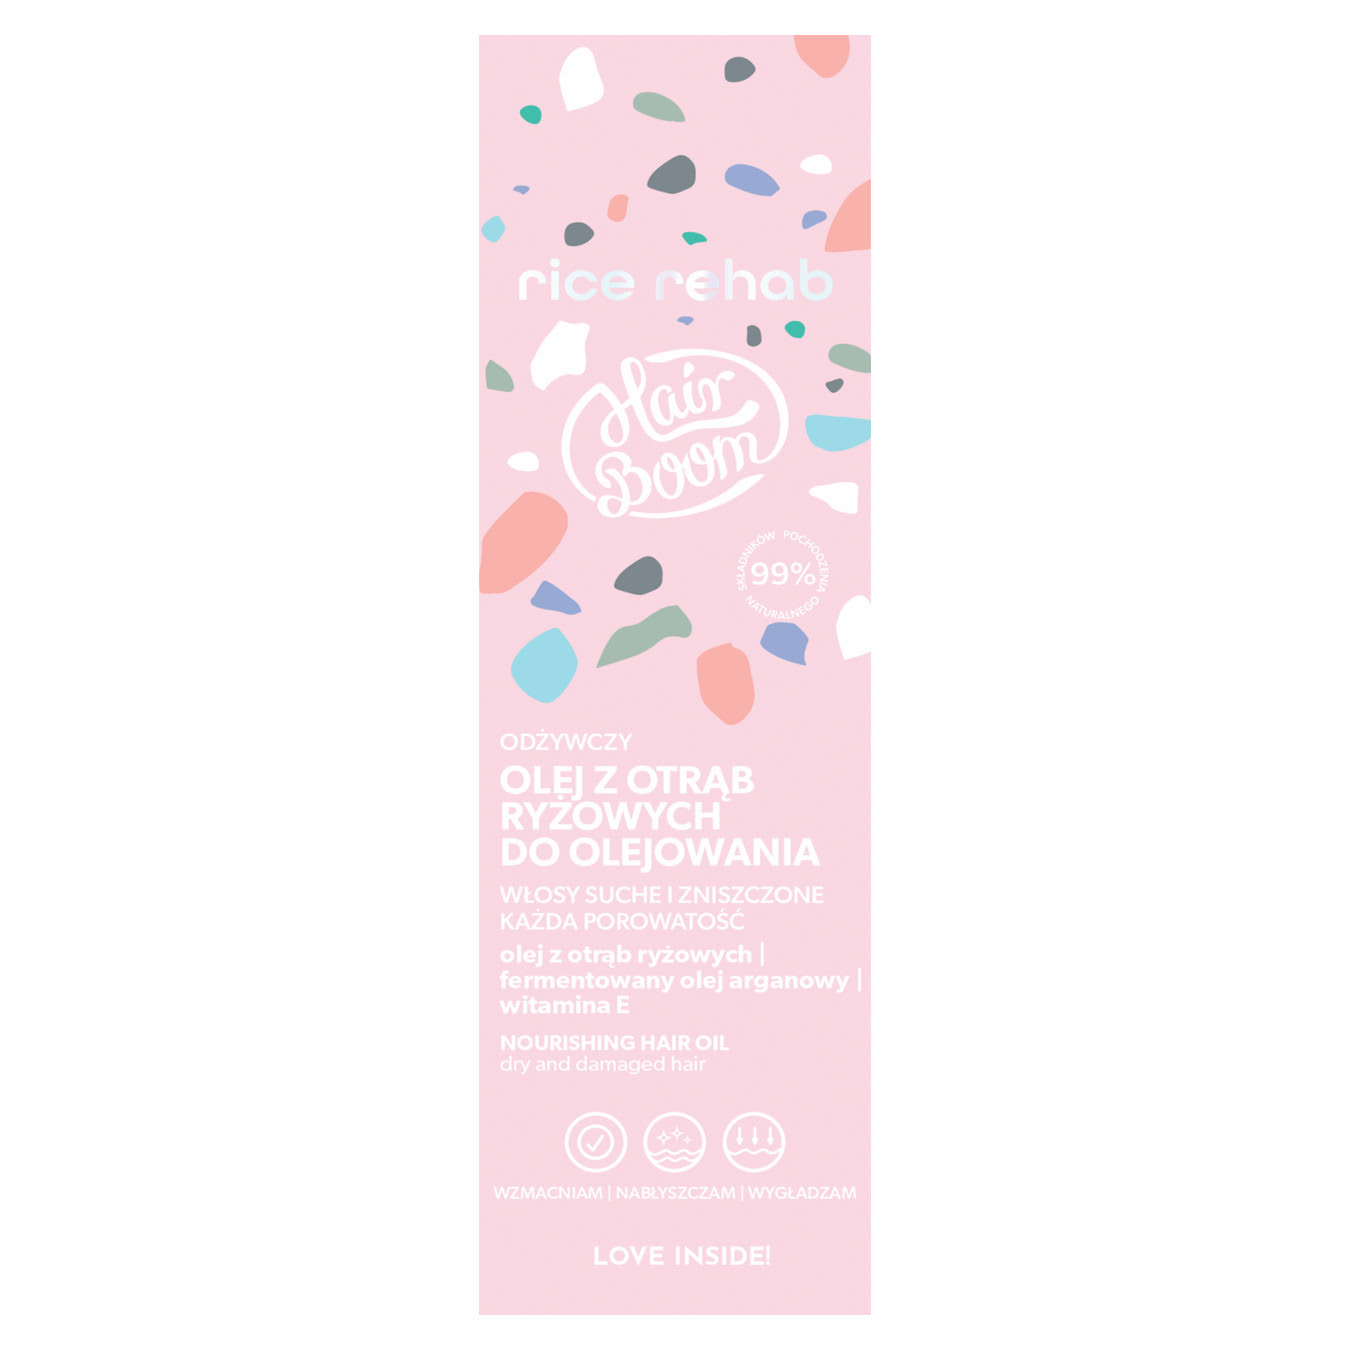 rice rehab
Hair
Boom
SKŁADNIKÓW POCHODZENIA
99%
NATURALNEGO
ODŻYWCZY
OLEJ Z OTRĄB
RYŻOWYCH
DO OLEJOWANIA
WŁOSY SUCHE I ZNISZCZONE
KAŻDA POROWATOŚĆ
olej z otrąb ryżowych |
fermentowany olej arganowy |
witamina E
NOURISHING HAIR OIL
dry and damaged hair
WZMACNIAM | NABŁYSZCZAM | WYGŁADZAM
LOVE INSIDE!